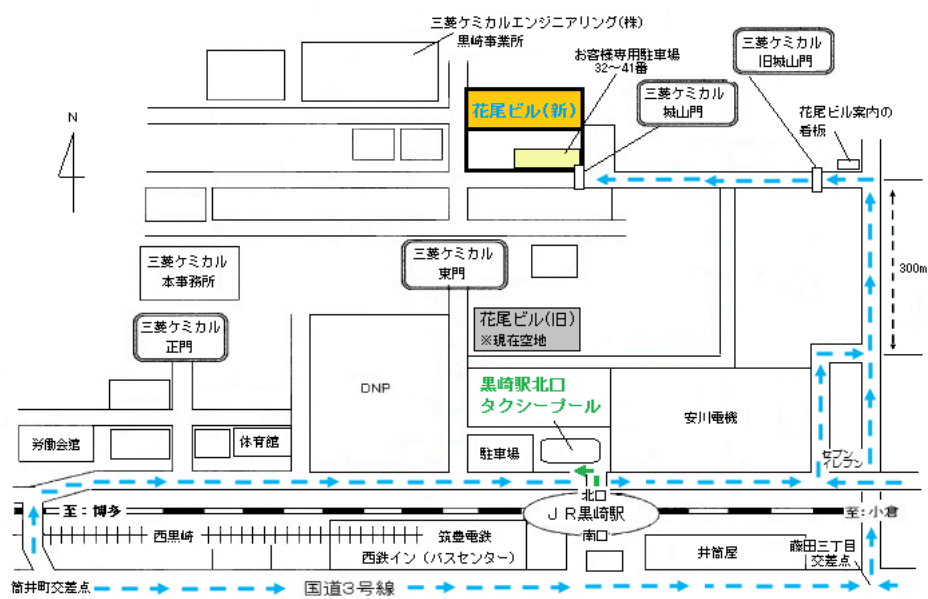 三菱ケミカルエンジニアリング(株)
黒崎事業所
お客様専用駐車場
32～41番
三菱ケミカル
旧城山門
三菱ケミカル
城山門
花尾ビル案内の
看板
花尾ビル(新)
N
三菱ケミカル
本事務所
三菱ケミカル
東門
300m
三菱ケミカル
正門
花尾ビル(旧)
※現在空地
DNP
黒崎駅北口
タクシープール
安川電機
労働会館
体育館
駐車場
セブン
イレブン
北口
至：博多
JR黒崎駅
至：小倉
西黒崎
筑豊電鉄
南口
西鉄イン（バスセンター）
井筒屋
藤田三丁目
交差点
筒井町交差点
国道3号線